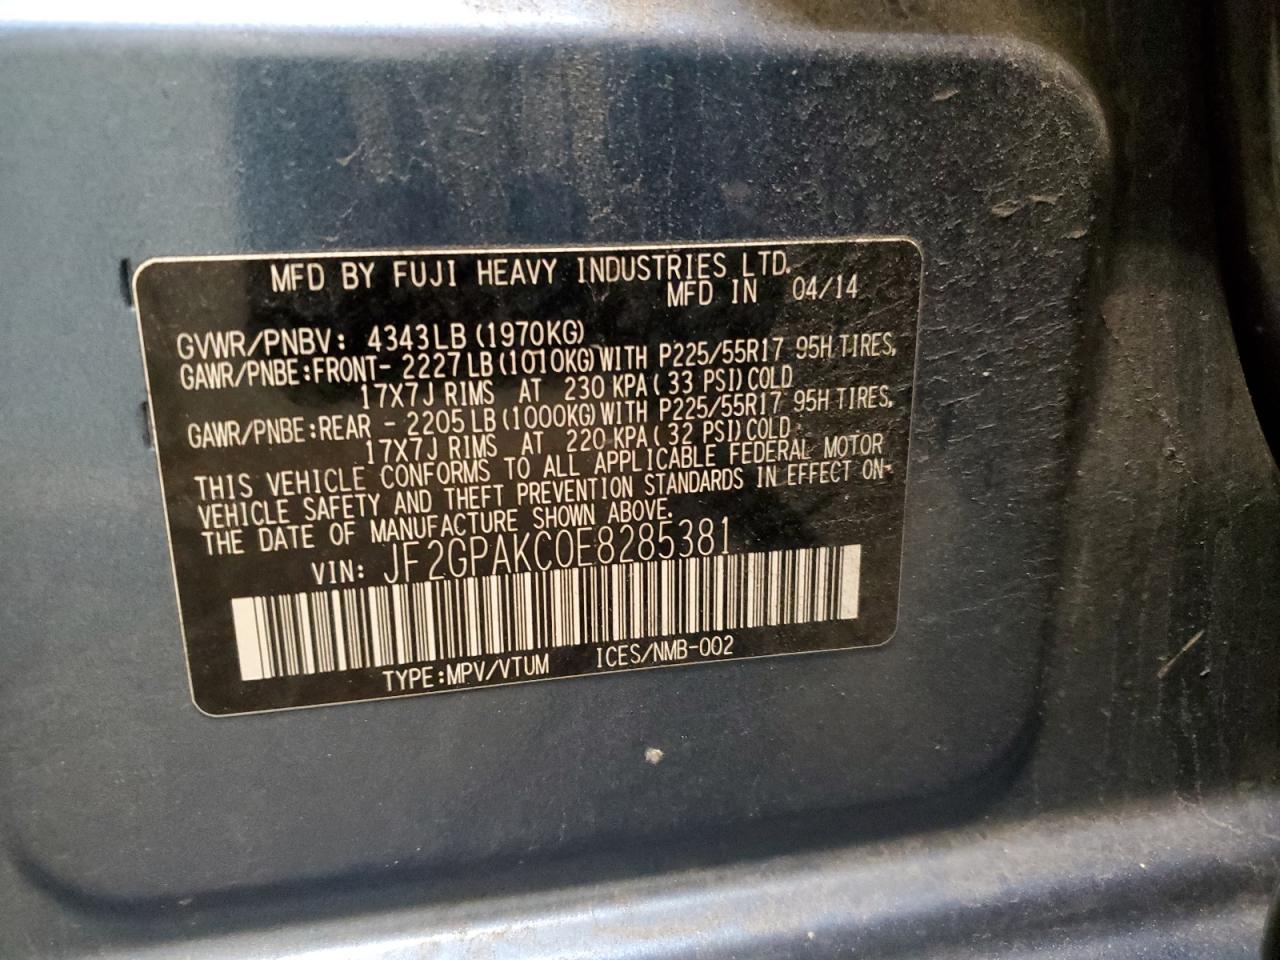 MFD BY FUJI HEAVY INDUSTRIES LTD.
MFD IN 04/14
GVWR/PNBV: 4343LB (1970KG)
GAWR/PNBE:FRONT- 2227LB (1010KG) WITH P225/55R17 95H TIRES,
17X7J RIMS AT 230 KPA ( 33 PSI) COLD
GAWR/PNBE:REAR - 2205LB (1000KG) WITH P225/55R17 95H TIRES,
17X7J RIMS AT 220 KPA ( 32 PSI) COLD
THIS VEHICLE CONFORMS TO ALL APPLICABLE FEDERAL MOTOR
VEHICLE SAFETY AND THEFT PREVENTION STANDARDS IN EFFECT ON
THE DATE OF MANUFACTURE SHOWN ABOVE.
VIN: JF2GPAKC0E8285381
TYPE:MPV/VTUM ICES/NMB-002